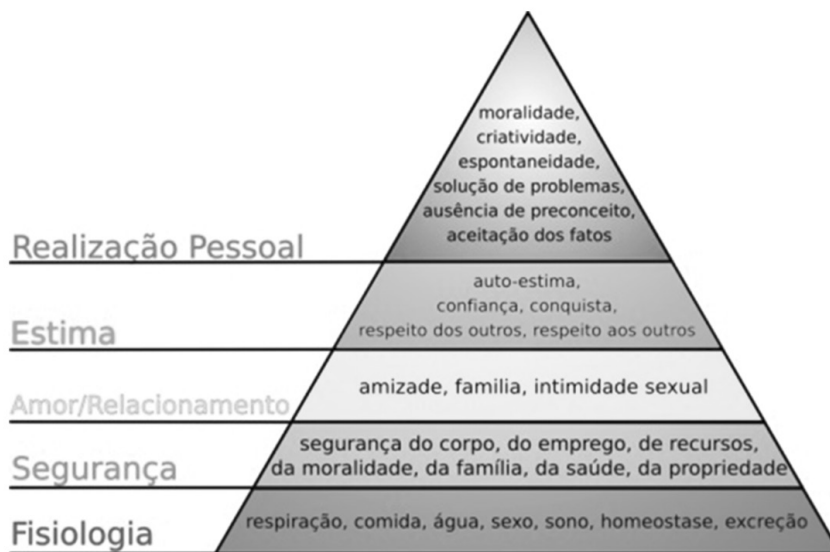 moralidade,
criatividade,
espontaneidade,
solução de problemas,
ausência de preconceito,
aceitação dos fatos
Realização Pessoal
auto-estima,
confiança, conquista,
respeito dos outros, respeito aos outros
Estima
amizade, familia, intimidade sexual
Amor/Relacionamento
segurança do corpo, do emprego, de recursos,
da moralidade, da família, da saúde, da propriedade
Segurança
respiração, comida, água, sexo, sono, homeostase, excreção
Fisiologia